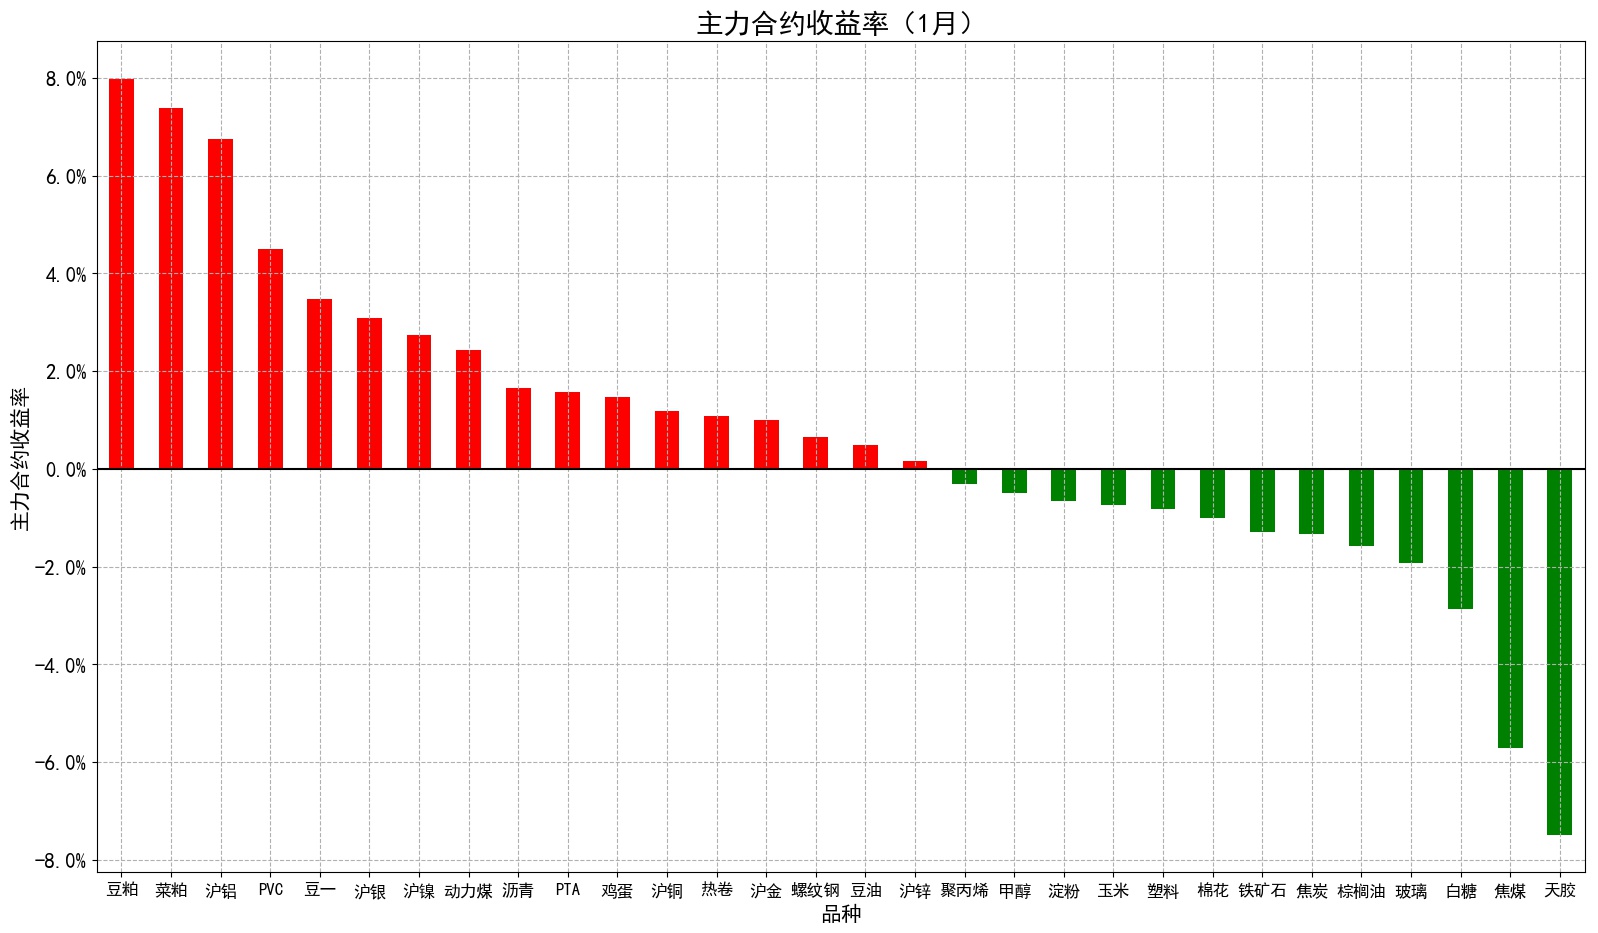 主力合约收益率（1月）
主力合约收益率
8.0%
6.0%
4.0%
2.0%
0.0%
−2.0%
−4.0%
−6.0%
−8.0%
豆粕 菜粕 沪铝 PVC 豆一 沪银 沪镍 动力煤 沥青 PTA 鸡蛋 沪铜 热卷 沪金 螺纹钢 豆油 沪锌 聚丙烯 甲醇 淀粉 玉米 塑料 棉花 铁矿石 焦炭 棕榈油 玻璃 白糖 焦煤 天胶
品种